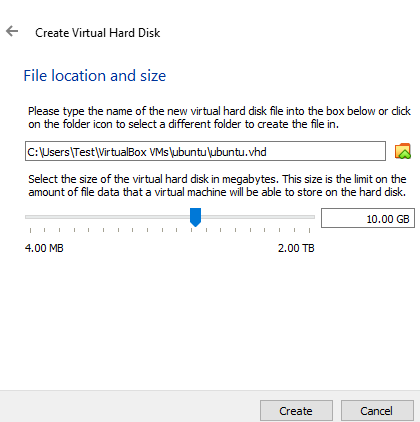 Create Virtual Hard Disk
File location and size
Please type the name of the new virtual hard disk file into the box below or click
on the folder icon to select a different folder to create the file in.
C:\Users\Test\VirtualBox VMs\ubuntu\ubuntu.vhd
Select the size of the virtual hard disk in megabytes. This size is the limit on the
amount of file data that a virtual machine will be able to store on the hard disk.
10.00 GB
4.00 MB 2.00 TB
Create Cancel